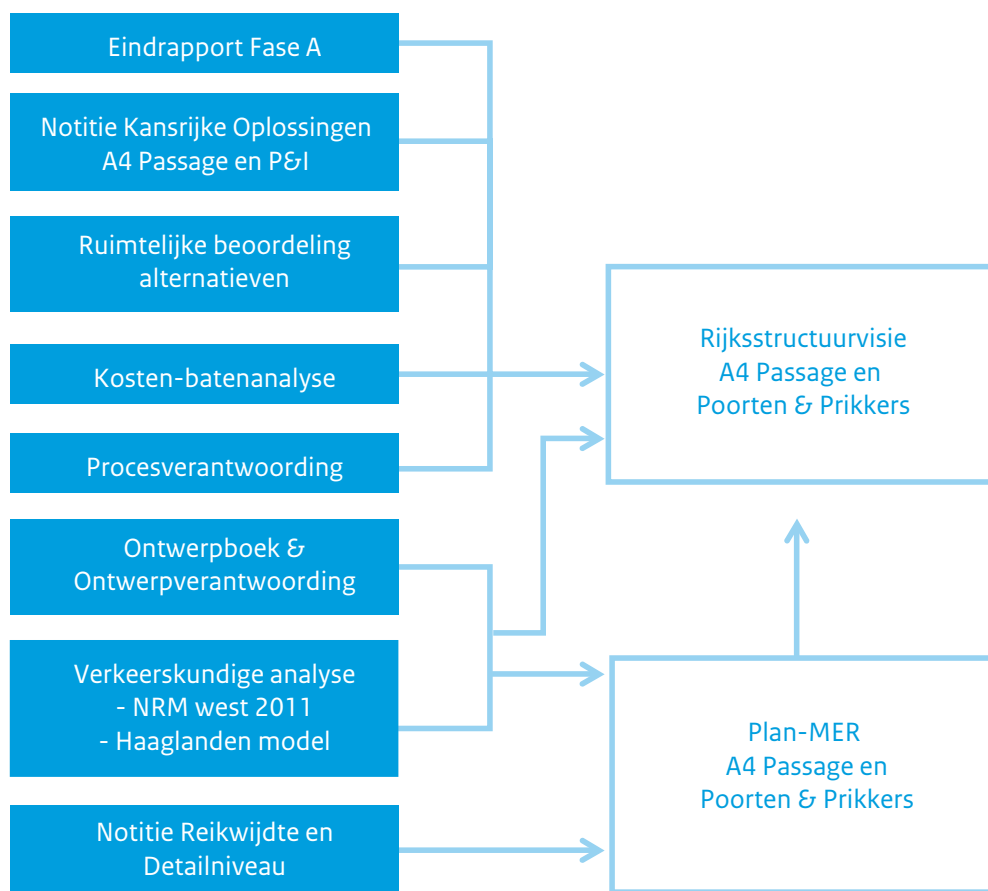 Eindrapport Fase A
Notitie Kansrijke Oplossingen
A4 Passage en P&I
Ruimtelijke beoordeling
alternatieven
Kosten-batenanalyse
Procesverantwoording
Ontwerpboek &
Ontwerpverantwoording
Verkeerskundige analyse
- NRM west 2011
- Haaglanden model
Notitie Reikwijdte en
Detailniveau
Rijksstructuurvisie
A4 Passage en
Poorten & Prikkers
Plan-MER
A4 Passage en
Poorten & Prikkers